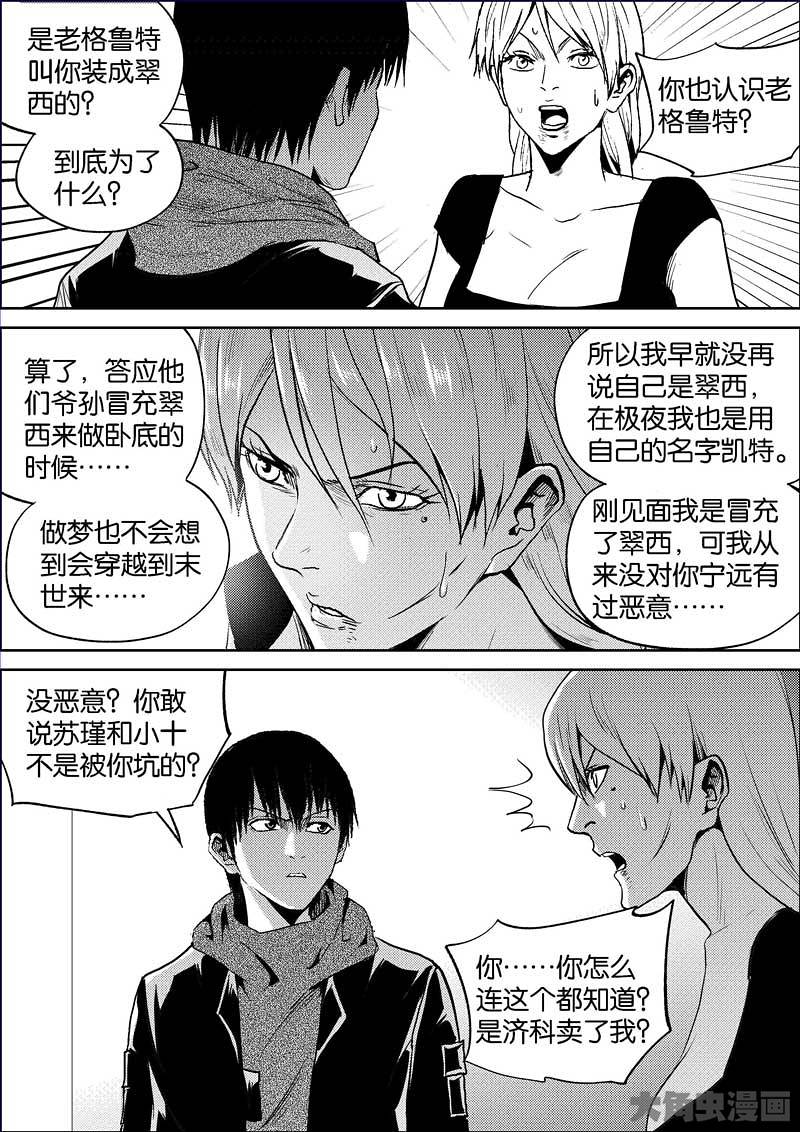 是老格鲁特
叫你装成翠
西的?
到底为了
什么?
你也认识老
格鲁特?
算了，答应他
们爷孙冒充翠
西来做卧底的
时候……
做梦也不会想
到会穿越到末
世来……
所以我早就没再
说自己是翠西，
在极夜我也是用
自己的名字凯特。
刚见面我是冒充
了翠西，可我从
来没对你宁远有
过恶意……
没恶意？你敢
说苏瑾和小十
不是被你坑的?
你……你怎么
连这个都知道?
是济科卖了我?
大角虫漫画